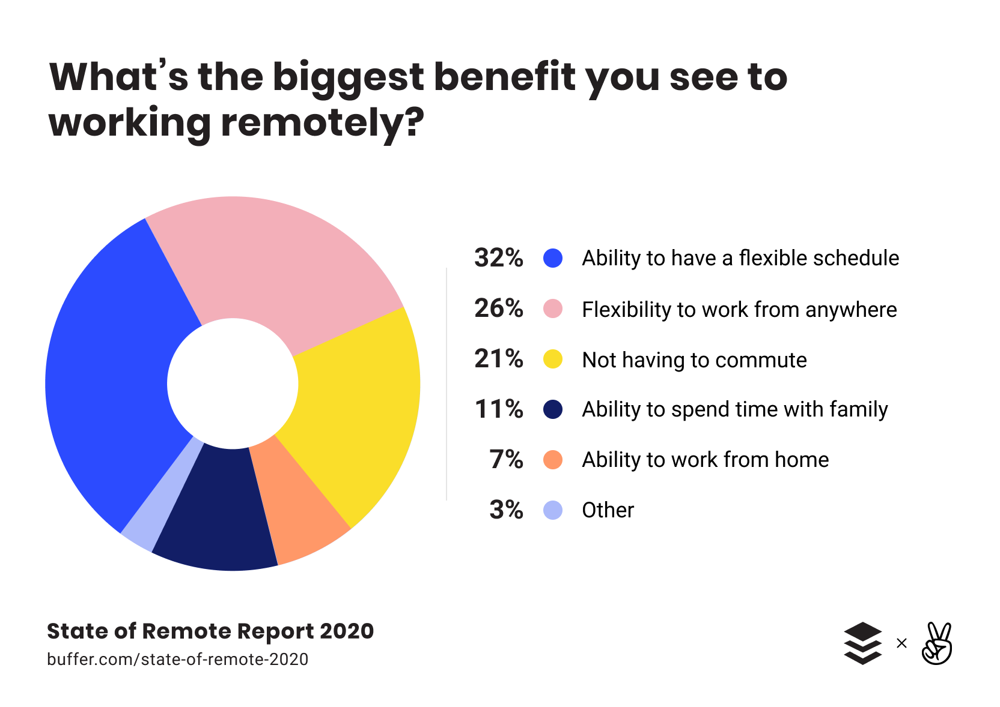 What’s the biggest benefit you see to
working remotely?
32% Ability to have a flexible schedule
26% Flexibility to work from anywhere
21% Not having to commute
11% Ability to spend time with family
7% Ability to work from home
3% Other
State of Remote Report 2020
buffer.com/state-of-remote-2020
×